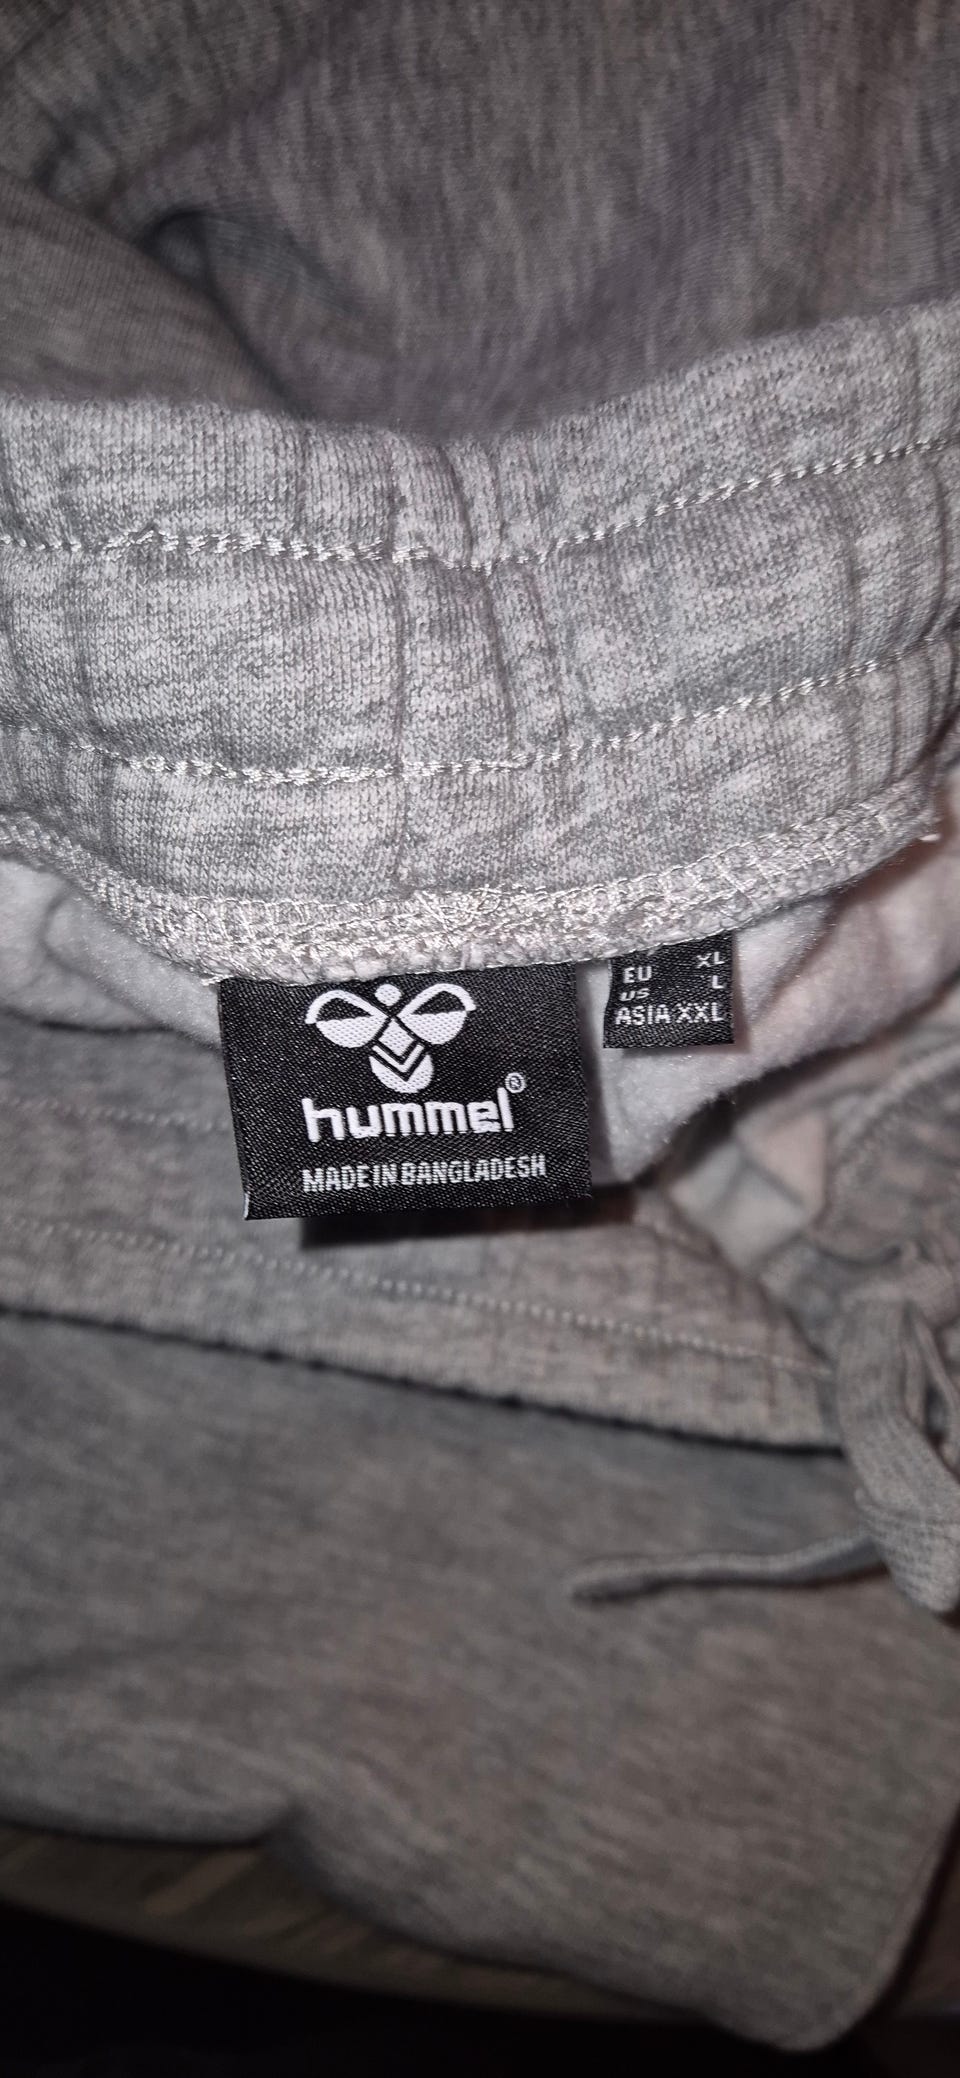 hummel®
MADE IN BANGLADESH
EU XL
US L
ASIA XXL